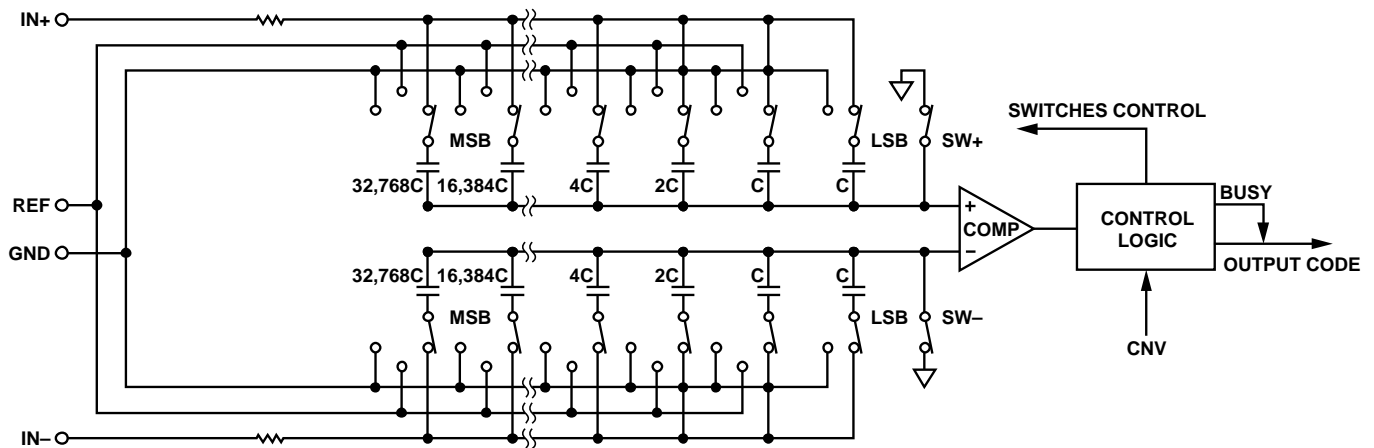 IN+
SWITCHES CONTROL
MSB
LSB
SW+
32,768C
16,384C
4C
2C
C
C
BUSY
REF
+
COMP
−
CONTROL
LOGIC
GND
OUTPUT CODE
32,768C
16,384C
4C
2C
C
C
MSB
LSB
SW−
CNV
IN−